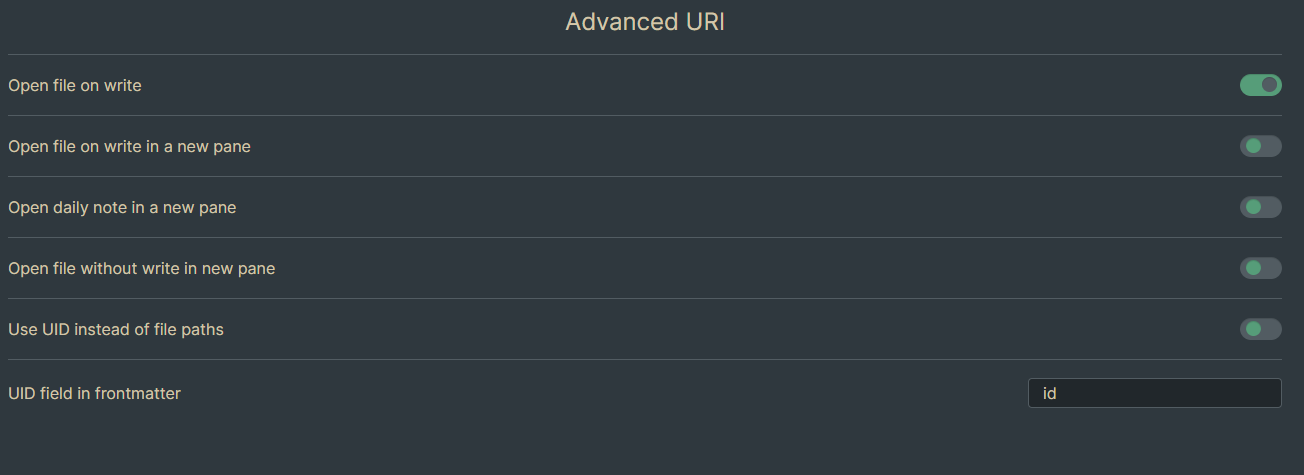 Advanced URI
Open file on write
Open file on write in a new pane
Open daily note in a new pane
Open file without write in new pane
Use UID instead of file paths
UID field in frontmatter
id